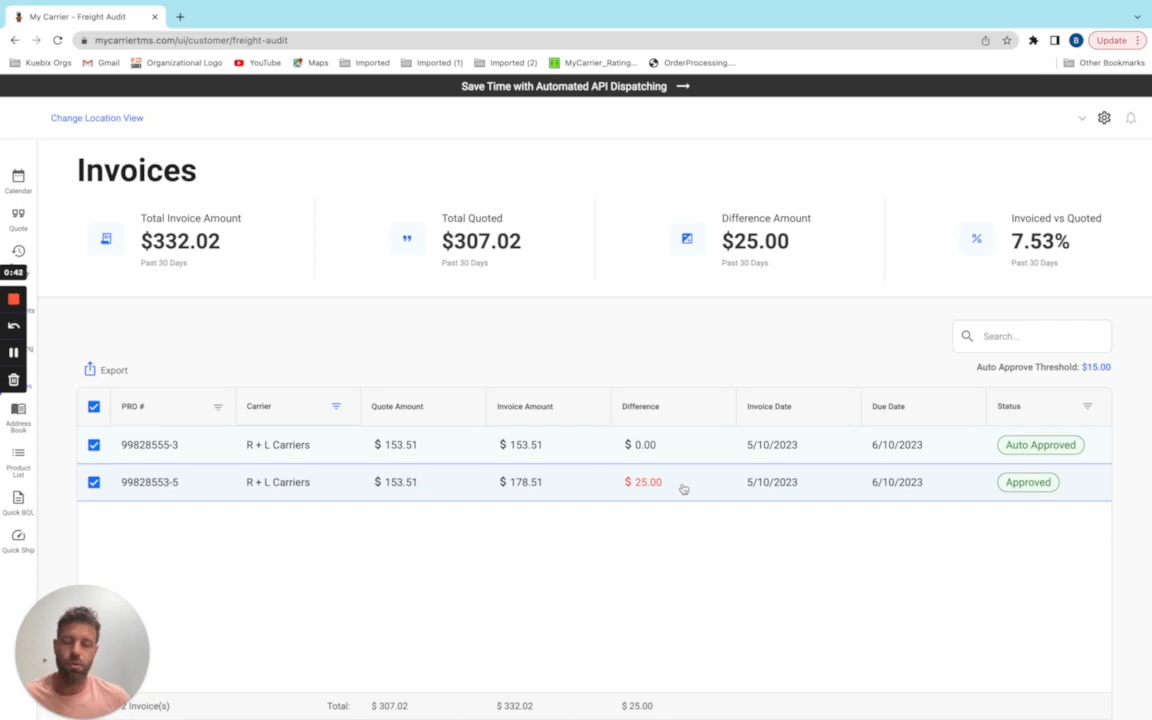 My Carrier - Freight Audit
mycarriertms.com/ui/customer/freight-audit
B
Update
Kuebix Orgs
Gmail
Organizational Logo
YouTube
Maps
Imported
Imported (1)
Imported (2)
MyCarrier_Rating...
OrderProcessing....
Other Bookmarks
Save Time with Automated API Dispatching
Change Location View
Calendar
Quote
0:42
Address
Book
Product
List
Quick BOL
Quick Ship
Invoices
Total Invoice Amount
$332.02
Past 30 Days
Total Quoted
$307.02
Past 30 Days
Difference Amount
$25.00
Past 30 Days
%
Invoiced vs Quoted
7.53%
Past 30 Days
Search...
Export
Auto Approve Threshold: $15.00
PRO # Carrier Quote Amount Invoice Amount Difference Invoice Date Due Date Status
99828555-3 R + L Carriers $ 153.51 $ 153.51 $ 0.00 5/10/2023 6/10/2023 Auto Approved
99828553-5 R + L Carriers $ 153.51 $ 178.51 $ 25.00 5/10/2023 6/10/2023 Approved
2 Invoice(s) Total: $ 307.02 $ 332.02 $ 25.00